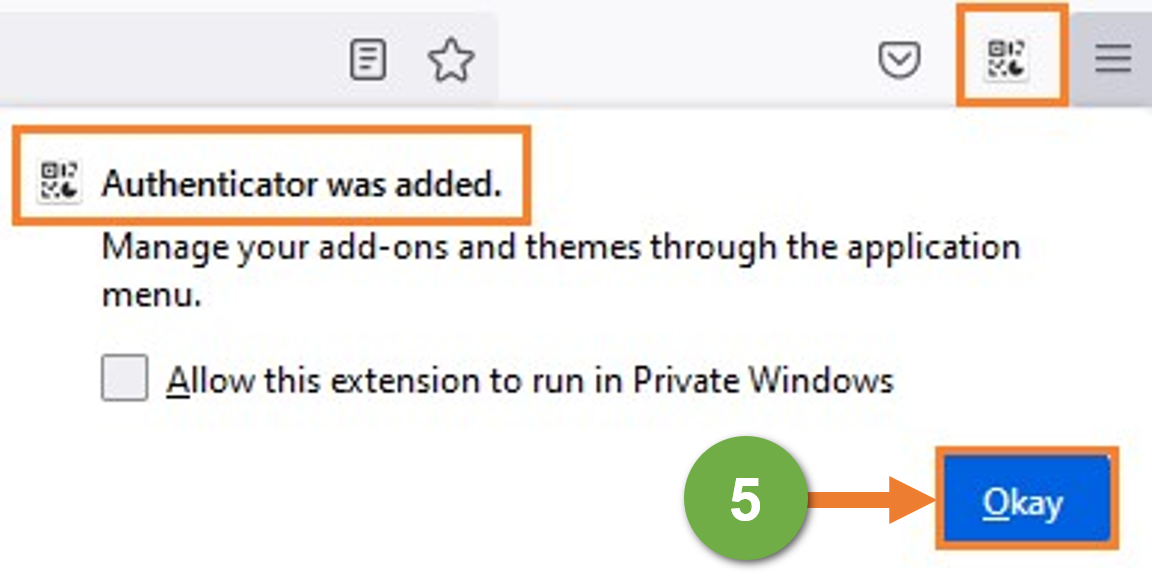 Authenticator was added.
Manage your add-ons and themes through the application
menu.
Allow this extension to run in Private Windows
5
Okay